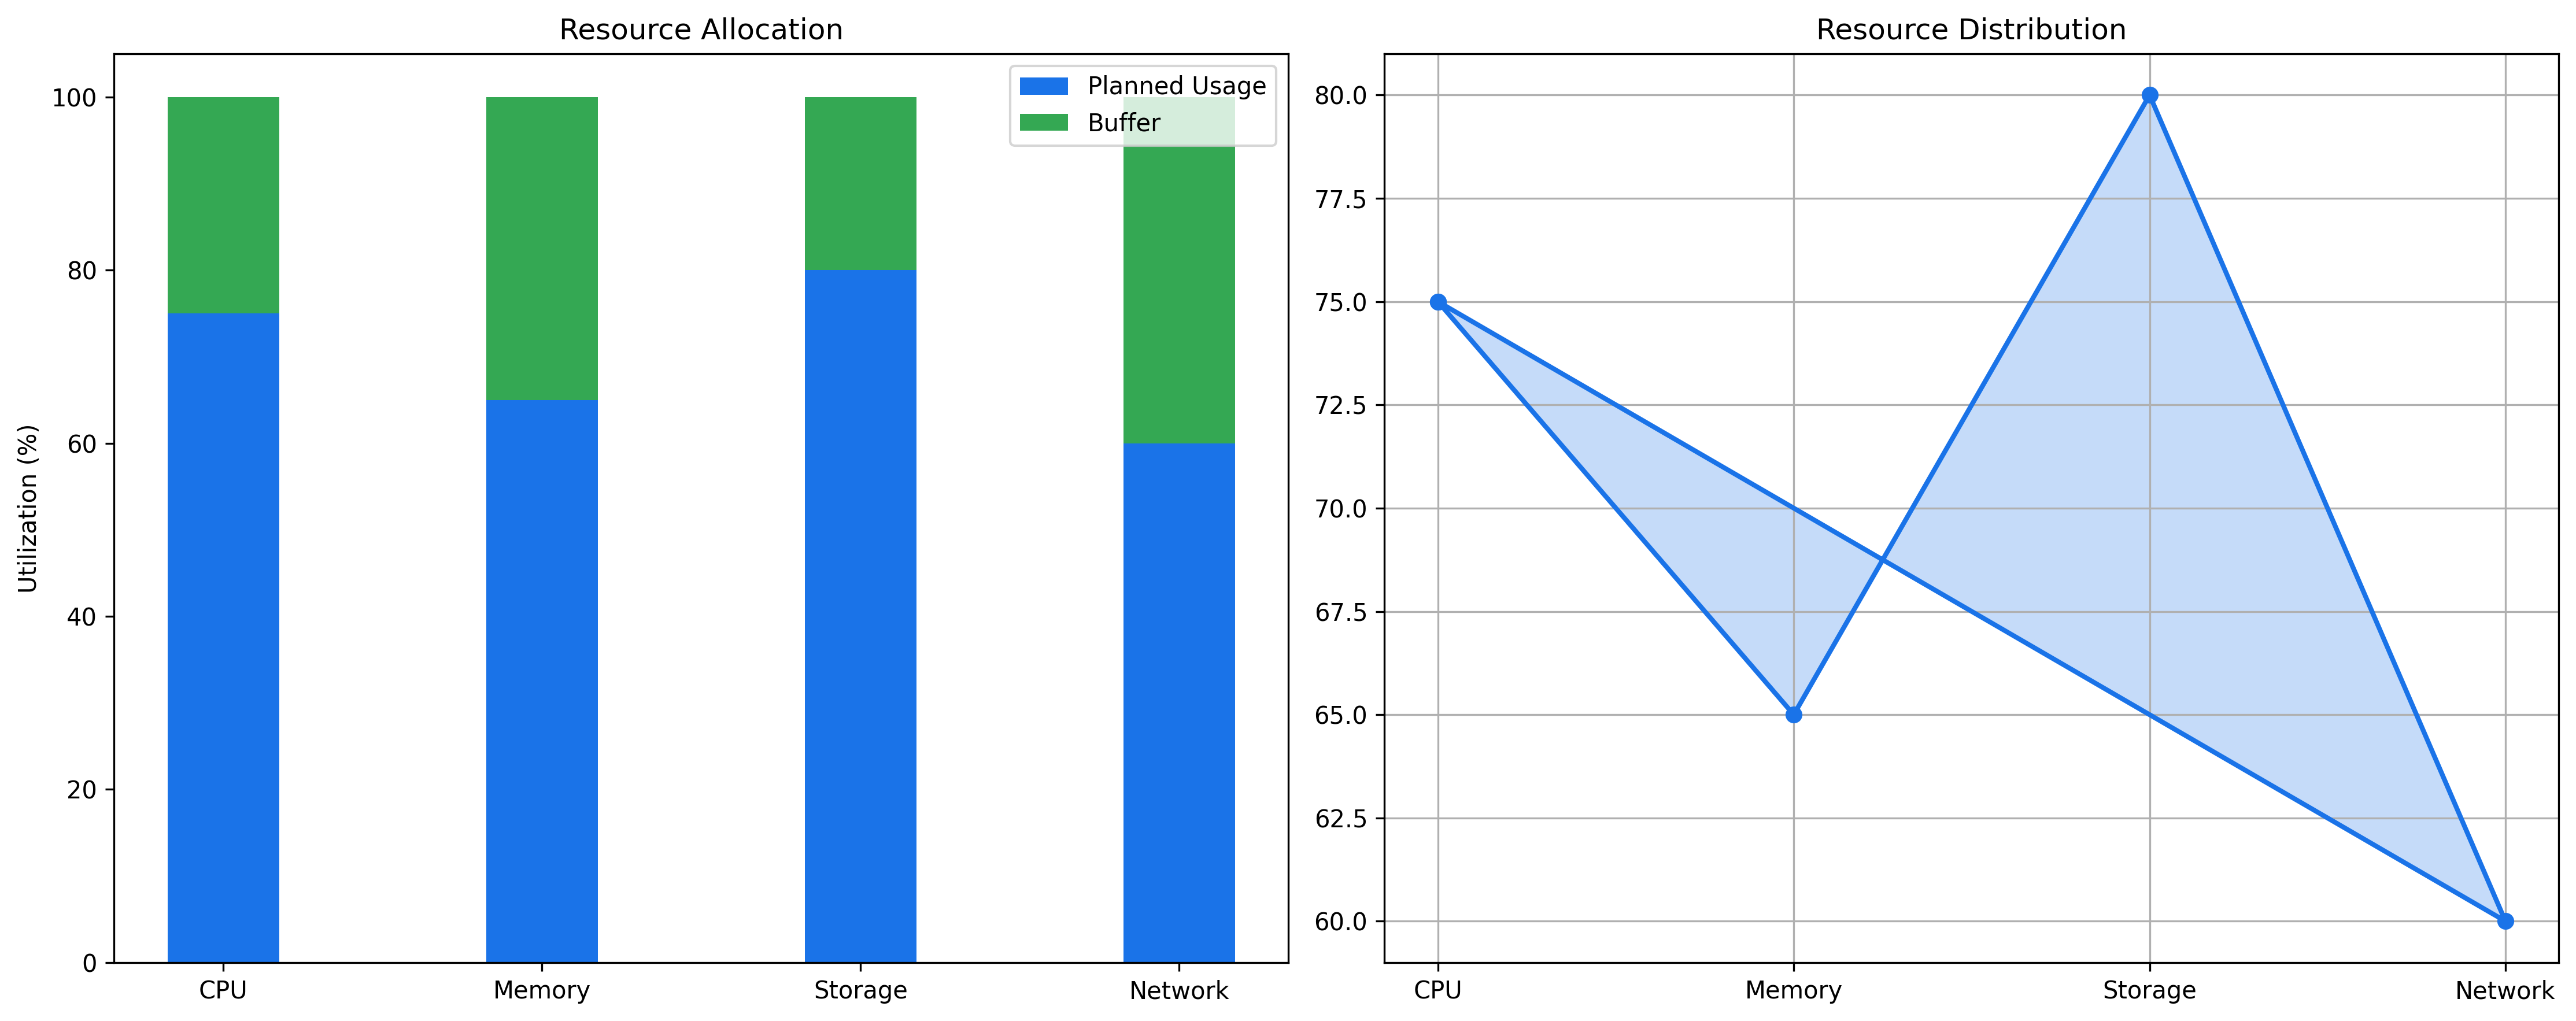 Resource Allocation
Planned Usage
Buffer
Utilization (%)
100
80
60
40
20
0
CPU Memory Storage Network
Resource Distribution
80.0
77.5
75.0
72.5
70.0
67.5
65.0
62.5
60.0
CPU Memory Storage Network